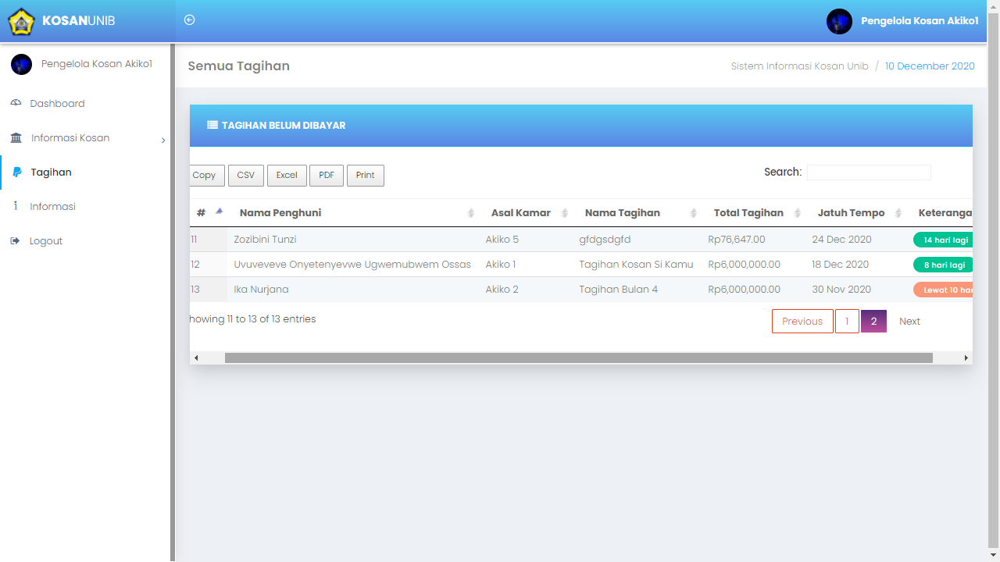 KOSANUNIB
Pengelola Kosan Akiko1
Pengelola Kosan Akiko1
Dashboard
Informasi Kosan
Tagihan
Informasi
Logout
Semua Tagihan
Sistem Informasi Kosan Unib / 10 December 2020
TAGIHAN BELUM DIBAYAR
Copy CSV Excel PDF Print
Search:
# Nama Penghuni Asal Kamar Nama Tagihan Total Tagihan Jatuh Tempo Keteranga
11 Zozibini Tunzi Akiko 5 gfdgsdgfd Rp76,647.00 24 Dec 2020 14 hari lagi
12 Uvuveveve Onyetenyevwe Ugwemubwem Ossas Akiko 1 Tagihan Kosan Si Kamu Rp6,000,000.00 18 Dec 2020 8 hari lagi
13 Ika Nurjana Akiko 2 Tagihan Bulan 4 Rp6,000,000.00 30 Nov 2020 Lewat 10 har
howing 11 to 13 of 13 entries
Previous 1 2 Next